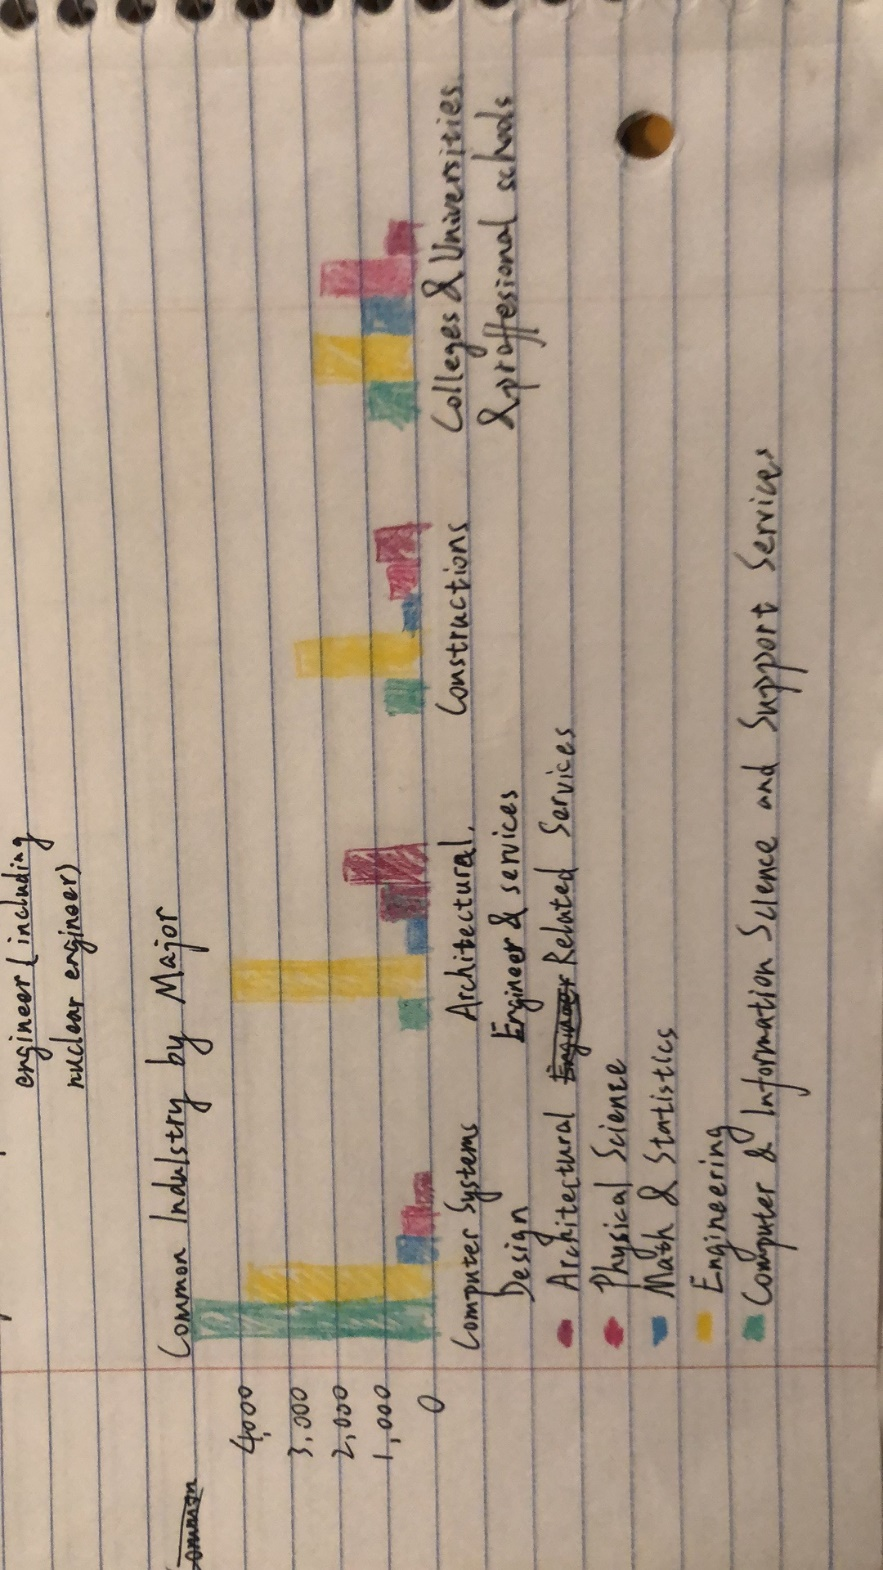 engineer (including
nuclear engineer)
Common Indulstry by Major
4,000
3,000
2,000
1,000
0
Computer Systems
Design
Architectural,
Engineer & services
Constructions
Colleges & Universities
& proffesional schools
Architectural Related Services
Physical Science
Math & Statistics
Engineering
Computer & Information Science and Support Services